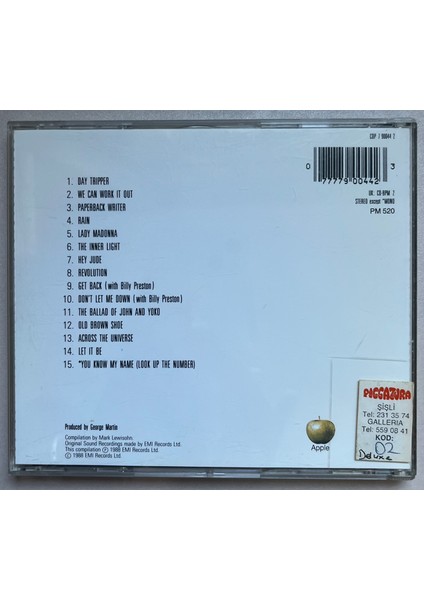 CDP 7 90044 2
0 77779 00442 3
UK: CD-BPM 2
STEREO except *MONO
PM 520
1. DAY TRIPPER
2. WE CAN WORK IT OUT
3. PAPERBACK WRITER
4. RAIN
5. LADY MADONNA
6. THE INNER LIGHT
7. HEY JUDE
8. REVOLUTION
9. GET BACK (with Billy Preston)
10. DON'T LET ME DOWN (with Billy Preston)
11. THE BALLAD OF JOHN AND YOKO
12. OLD BROWN SHOE
13. ACROSS THE UNIVERSE
14. LET IT BE
15. *YOU KNOW MY NAME (LOOK UP THE NUMBER)
Produced by George Martin
Compilation by Mark Lewisohn.
Original Sound Recordings made by EMI Records Ltd.
This compilation ℗ 1988 EMI Records Ltd.
© 1988 EMI Records Ltd.
Apple
PICCATURA
ŞİŞLİ
Tel: 231 35 74
GALLERIA
Tel: 559 08 41
KOD:
02
Deluxe